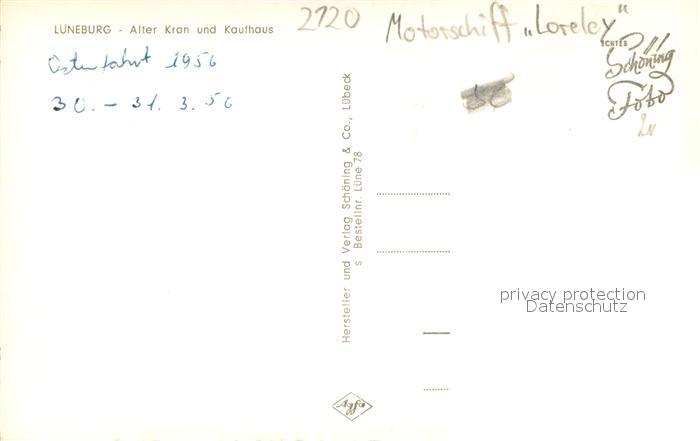 LÜNEBURG - Alter Kran und Kaufhaus
2120
Motorschiff "Loreley"
Osterfahrt 1956
30. - 31. 3. 56
ECHTES
Schöning
Foto
Hersteller und Verlag Schöning & Co., Lübeck
s Bestellnr. Lüne 78
privacy protection
Datenschutz
Agfa